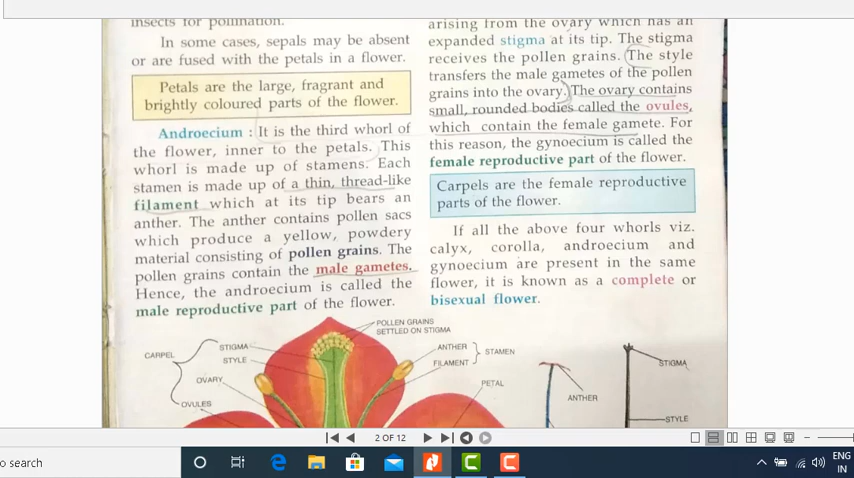 insects for pollination.
In some cases, sepals may be absent
or are fused with the petals in a flower.
Petals are the large, fragrant and
brightly coloured parts of the flower.
Androecium : It is the third whorl of
the flower, inner to the petals. This
whorl is made up of stamens. Each
stamen is made up of a thin, thread-like
filament which at its tip bears an
anther. The anther contains pollen sacs
which produce a yellow, powdery
material consisting of pollen grains. The
pollen grains contain the male gametes.
Hence, the androecium is called the
male reproductive part of the flower.
arising from the ovary which has an
expanded stigma at its tip. The stigma
receives the pollen grains. The style
transfers the male gametes of the pollen
grains into the ovary. The ovary contains
small, rounded bodies called the ovules,
which contain the female gamete. For
this reason, the gynoecium is called the
female reproductive part of the flower.
Carpels are the female reproductive
parts of the flower.
If all the above four whorls viz.
calyx, corolla, androecium and
gynoecium are present in the same
flower, it is known as a complete or
bisexual flower.
POLLEN GRAINS
SETTLED ON STIGMA
CARPEL
STIGMA
STYLE
OVARY
OVULES
ANTHER
FILAMENT
STAMEN
PETAL
ANTHER
STIGMA
STYLE
2 OF 12
o search
ENG
IN